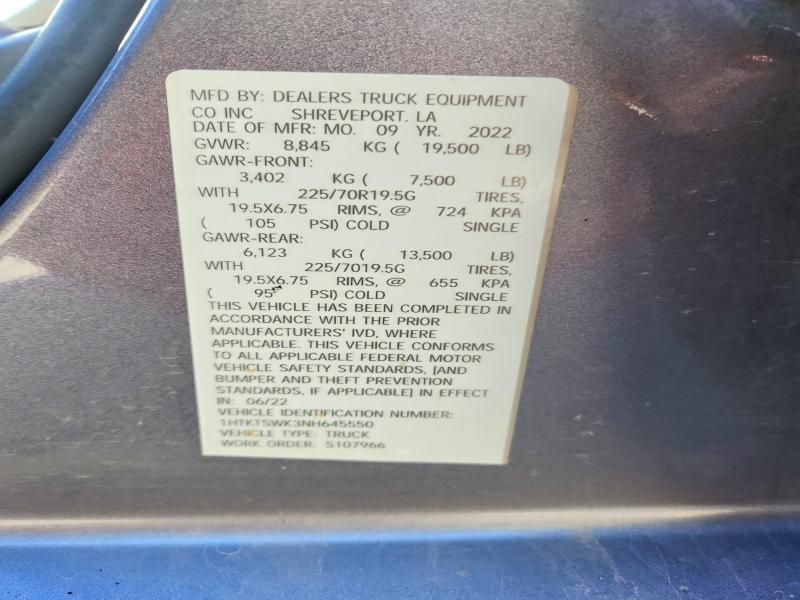 MFD BY: DEALERS TRUCK EQUIPMENT
CO INC SHREVEPORT, LA
DATE OF MFR: MO. 09 YR. 2022
GVWR: 8,845 KG ( 19,500 LB)
GAWR-FRONT:
3,402 KG ( 7,500 LB)
WITH 225/70R19.5G TIRES,
19.5X6.75 RIMS, @ 724 KPA
( 105 PSI) COLD SINGLE
GAWR-REAR:
6,123 KG ( 13,500 LB)
WITH 225/7019.5G TIRES,
19.5X6.75 RIMS, @ 655 KPA
( 95 PSI) COLD SINGLE
THIS VEHICLE HAS BEEN COMPLETED IN
ACCORDANCE WITH THE PRIOR
MANUFACTURERS' IVD, WHERE
APPLICABLE. THIS VEHICLE CONFORMS
TO ALL APPLICABLE FEDERAL MOTOR
VEHICLE SAFETY STANDARDS, [AND
BUMPER AND THEFT PREVENTION
STANDARDS, IF APPLICABLE] IN EFFECT
IN: 06/22
VEHICLE IDENTIFICATION NUMBER:
1HTKTSWK3NH645550
VEHICLE TYPE: TRUCK
WORK ORDER: S107966